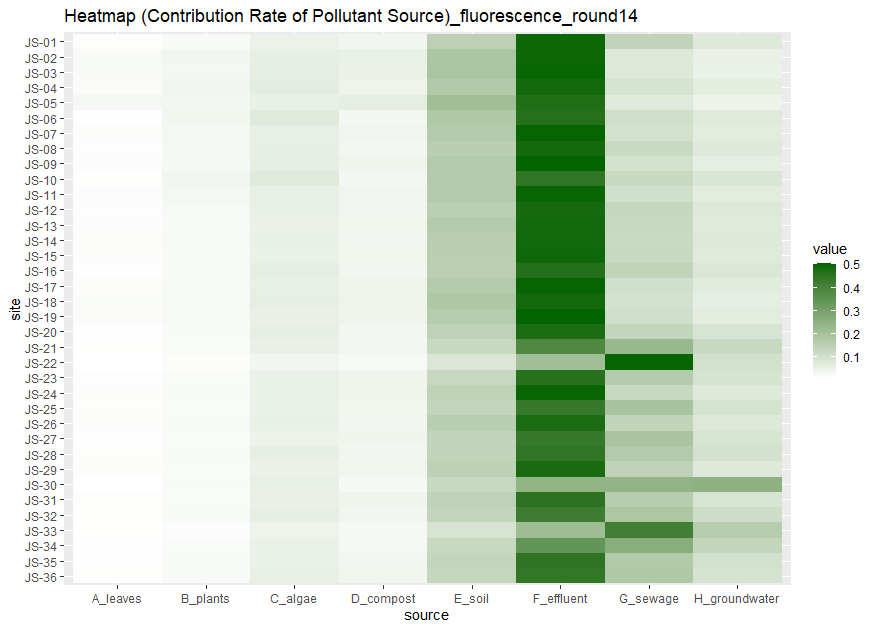 Heatmap (Contribution Rate of Pollutant Source)_fluorescence_round14
site
JS-01
JS-02
JS-03
JS-04
JS-05
JS-06
JS-07
JS-08
JS-09
JS-10
JS-11
JS-12
JS-13
JS-14
JS-15
JS-16
JS-17
JS-18
JS-19
JS-20
JS-21
JS-22
JS-23
JS-24
JS-25
JS-26
JS-27
JS-28
JS-29
JS-30
JS-31
JS-32
JS-33
JS-34
JS-35
JS-36
A_leaves B_plants C_algae D_compost E_soil F_effluent G_sewage H_groundwater
source
value
0.5
0.4
0.3
0.2
0.1